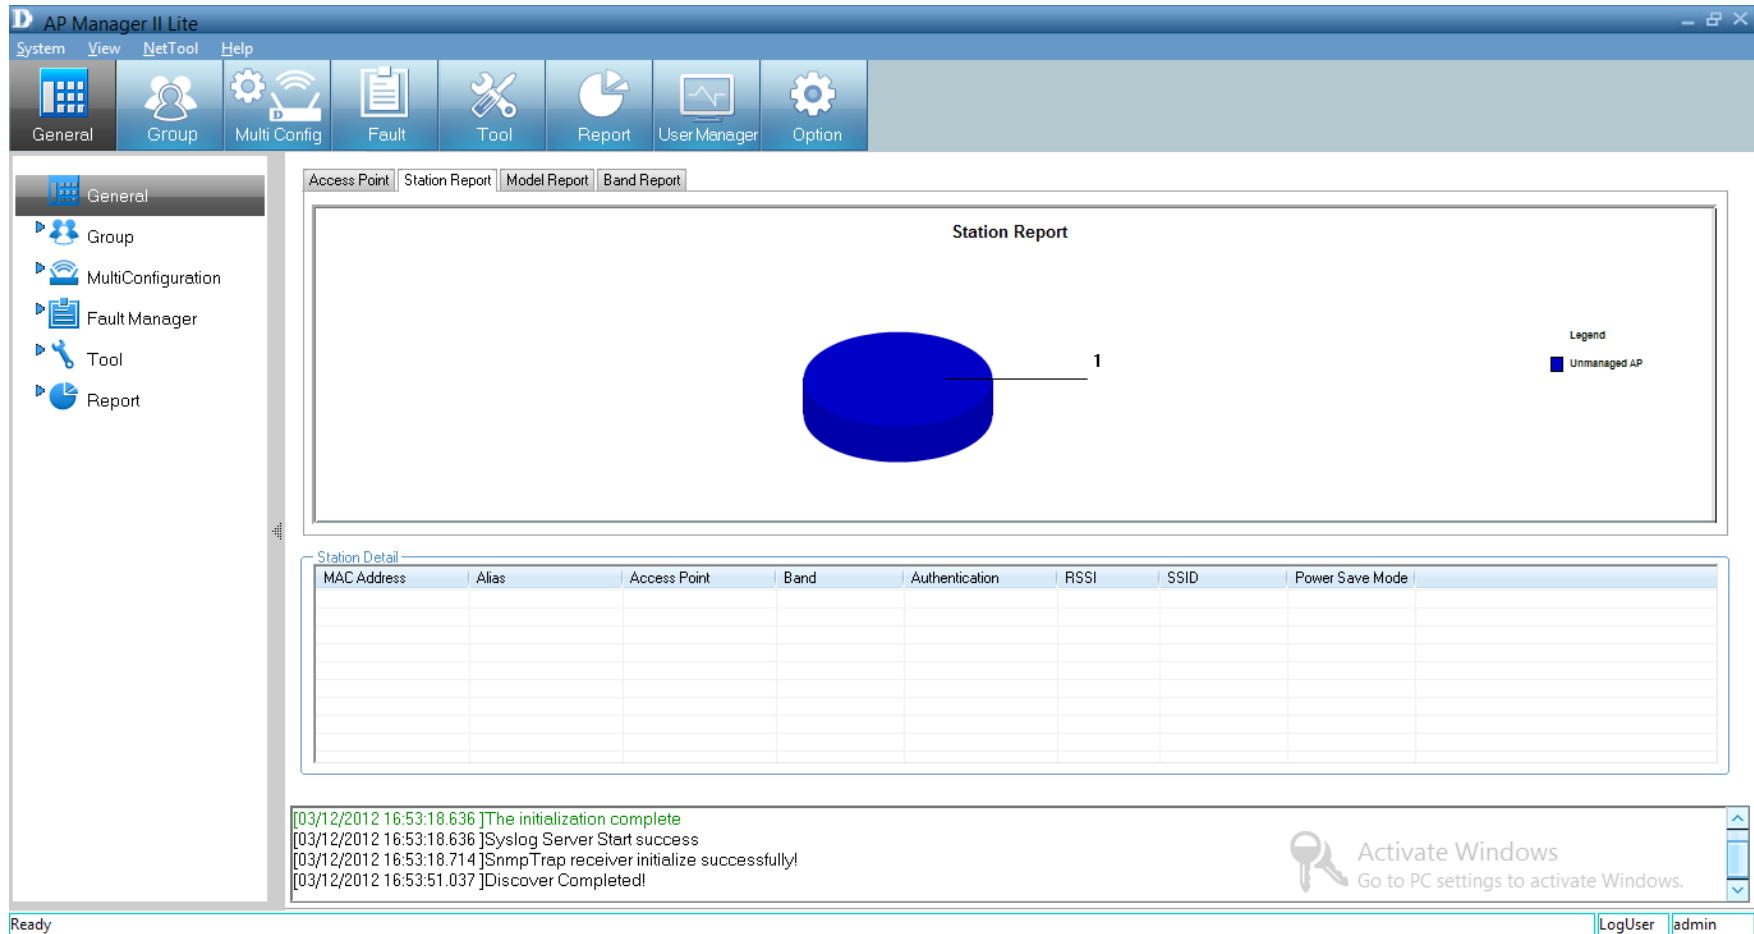 AP Manager II Lite
System View NetTool Help
General Group Multi Config Fault Tool Report User Manager Option
General
Group
MultiConfiguration
Fault Manager
Tool
Report
Access Point Station Report Model Report Band Report
Station Report
1
Legend
Unmanaged AP
Station Detail
MAC Address Alias Access Point Band Authentication RSSI SSID Power Save Mode
[03/12/2012 16:53:18.636 ]The initialization complete
[03/12/2012 16:53:18.636 ]Syslog Server Start success
[03/12/2012 16:53:18.714 ]SnmpTrap receiver initialize successfully!
[03/12/2012 16:53:51.037 ]Discover Completed!
Activate Windows
Go to PC settings to activate Windows.
Ready LogUser admin